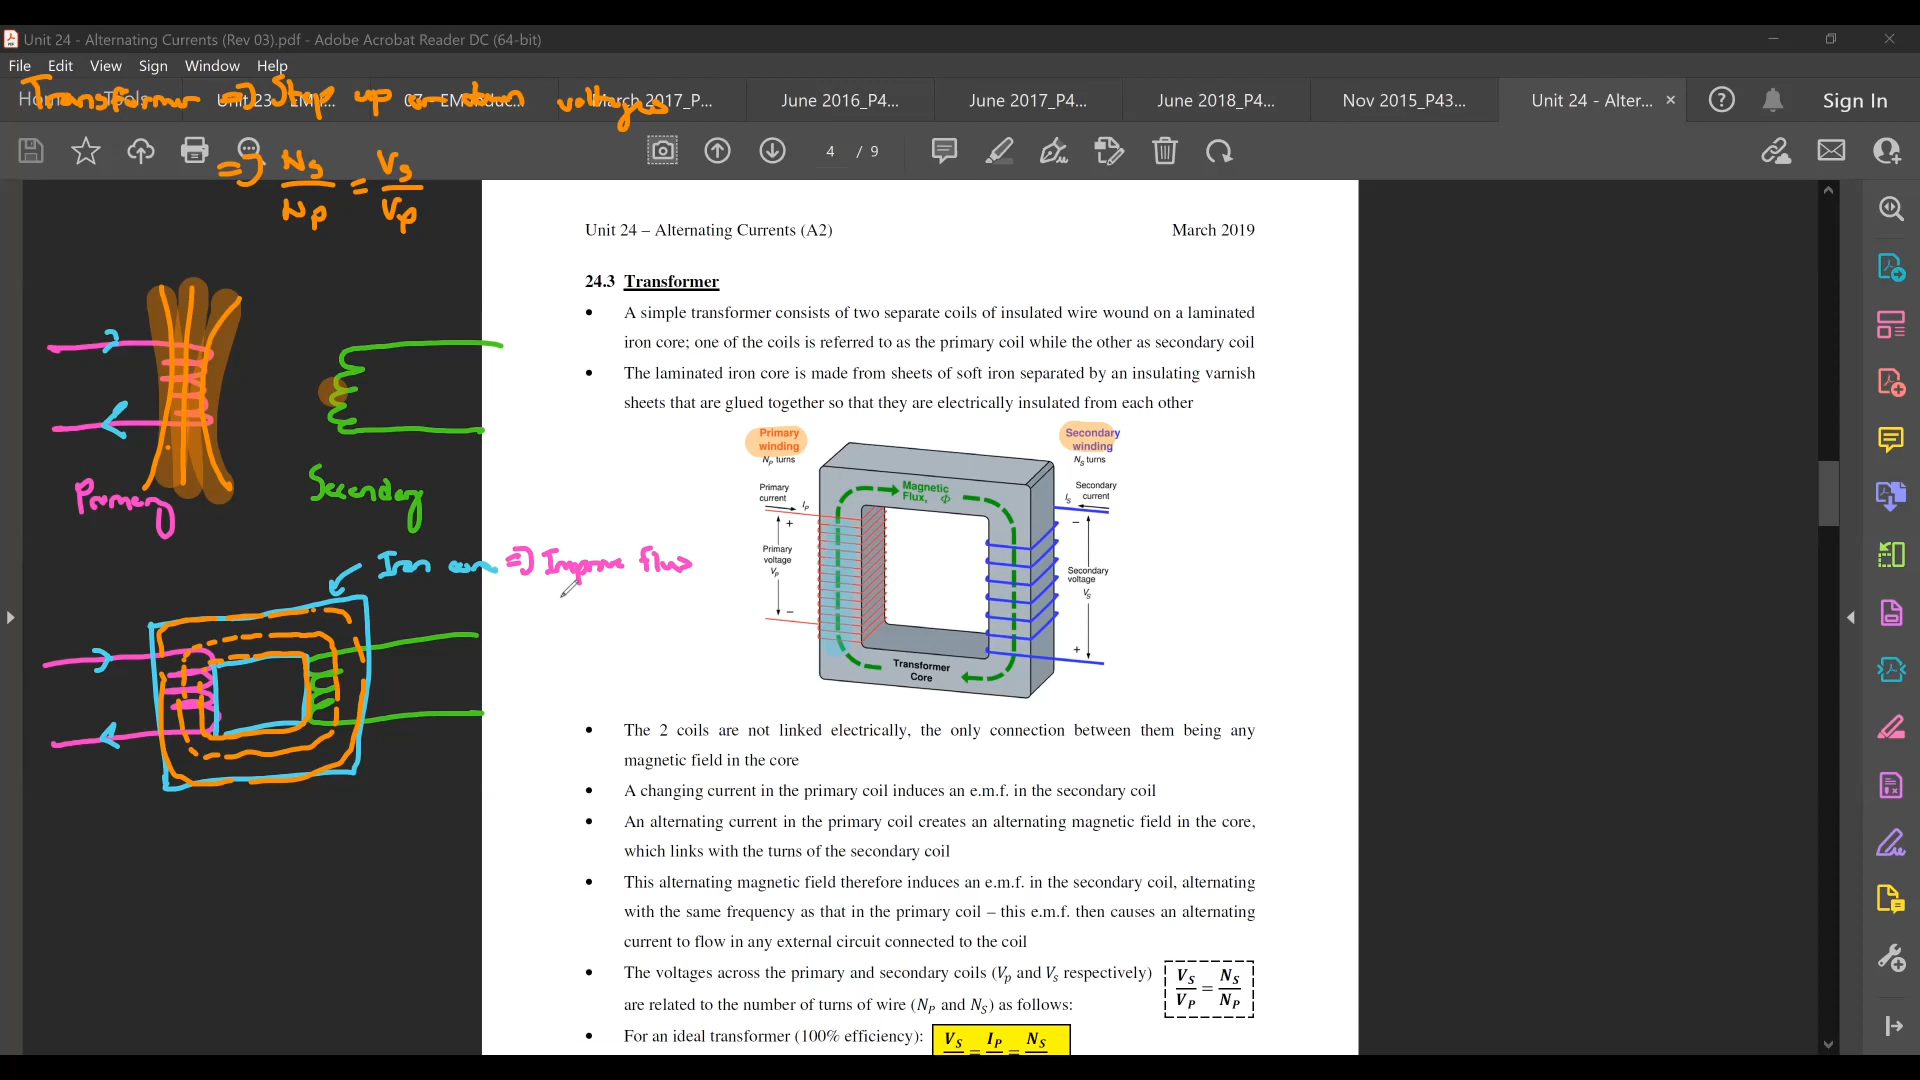 Unit 24 - Alternating Currents (Rev 03).pdf - Adobe Acrobat Reader DC (64-bit)
File Edit View Sign Window Help
Transformer => Step up or down voltages
March 2017_P... June 2016_P4... June 2017_P4... June 2018_P4... Nov 2015_P43... Unit 24 - Alter... × Sign In
4 / 9
=> Ns/Np = Vs/Vp
Unit 24 – Alternating Currents (A2) March 2019
24.3 Transformer
• A simple transformer consists of two separate coils of insulated wire wound on a laminated
iron core; one of the coils is referred to as the primary coil while the other as secondary coil
• The laminated iron core is made from sheets of soft iron separated by an insulating varnish
sheets that are glued together so that they are electrically insulated from each other
Primary
winding
NP turns
Secondary
winding
NS turns
Primary
current
IP
Magnetic
Flux, Φ
Secondary
current
IS
+
−
Primary
voltage
VP
Secondary
voltage
VS
−
+
Transformer
Core
Primary
Secondary
Iron core => Improve flux
• The 2 coils are not linked electrically, the only connection between them being any
magnetic field in the core
• A changing current in the primary coil induces an e.m.f. in the secondary coil
• An alternating current in the primary coil creates an alternating magnetic field in the core,
which links with the turns of the secondary coil
• This alternating magnetic field therefore induces an e.m.f. in the secondary coil, alternating
with the same frequency as that in the primary coil – this e.m.f. then causes an alternating
current to flow in any external circuit connected to the coil
• The voltages across the primary and secondary coils (Vp and Vs respectively)
are related to the number of turns of wire (NP and NS) as follows:
VS/VP = NS/NP
• For an ideal transformer (100% efficiency): VS = IP = NS